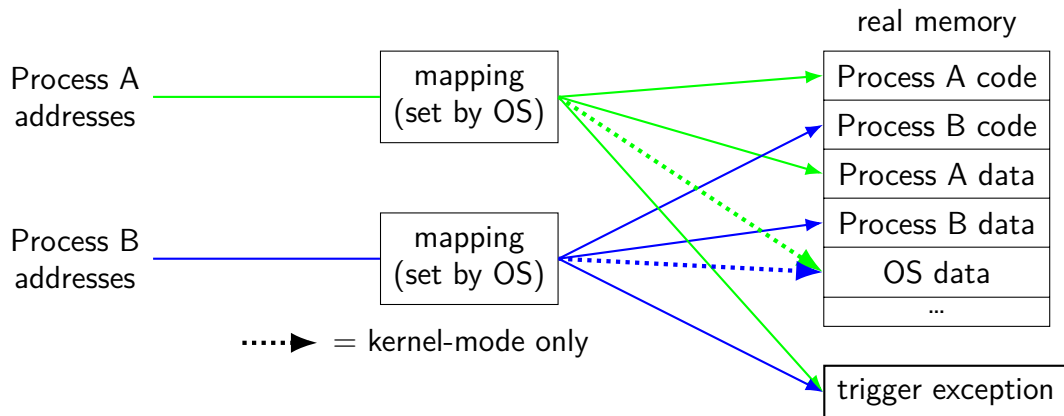 real memory
Process A
addresses
mapping
(set by OS)
Process A code
Process B code
Process A data
Process B data
OS data
...
Process B
addresses
mapping
(set by OS)
= kernel-mode only
trigger exception